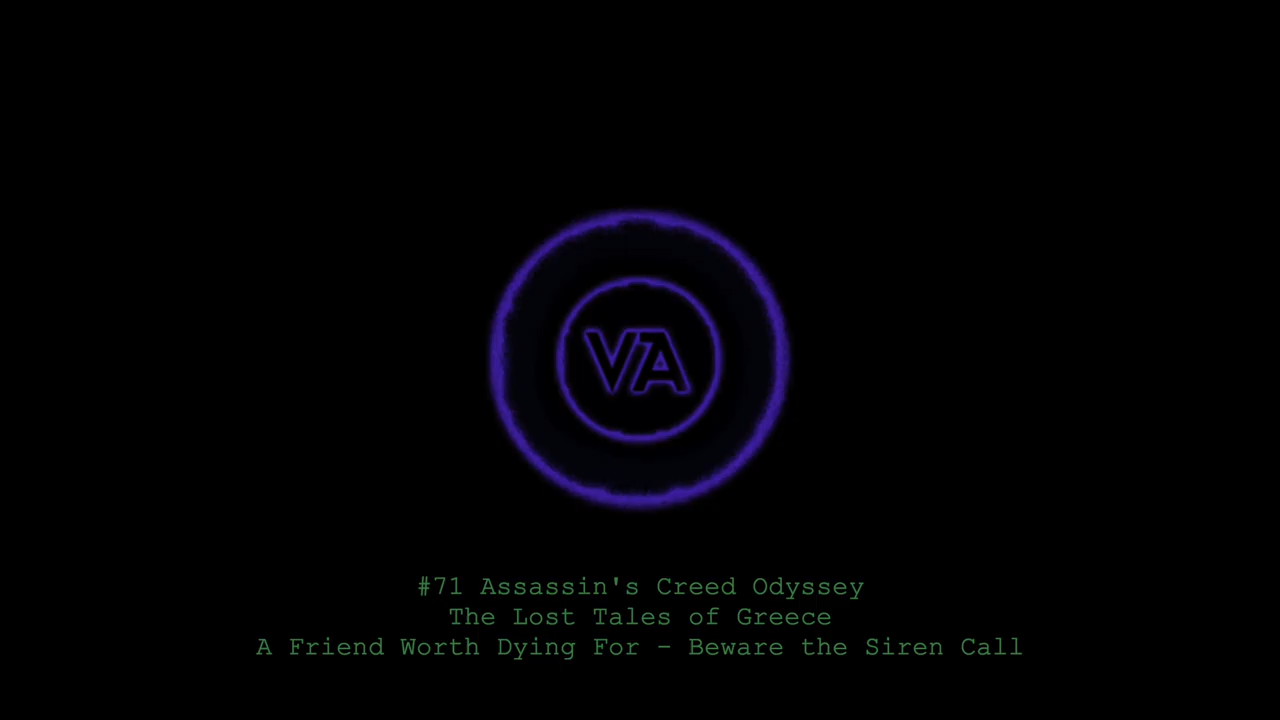 VA
#71 Assassin's Creed Odyssey
The Lost Tales of Greece
A Friend Worth Dying For - Beware the Siren Call